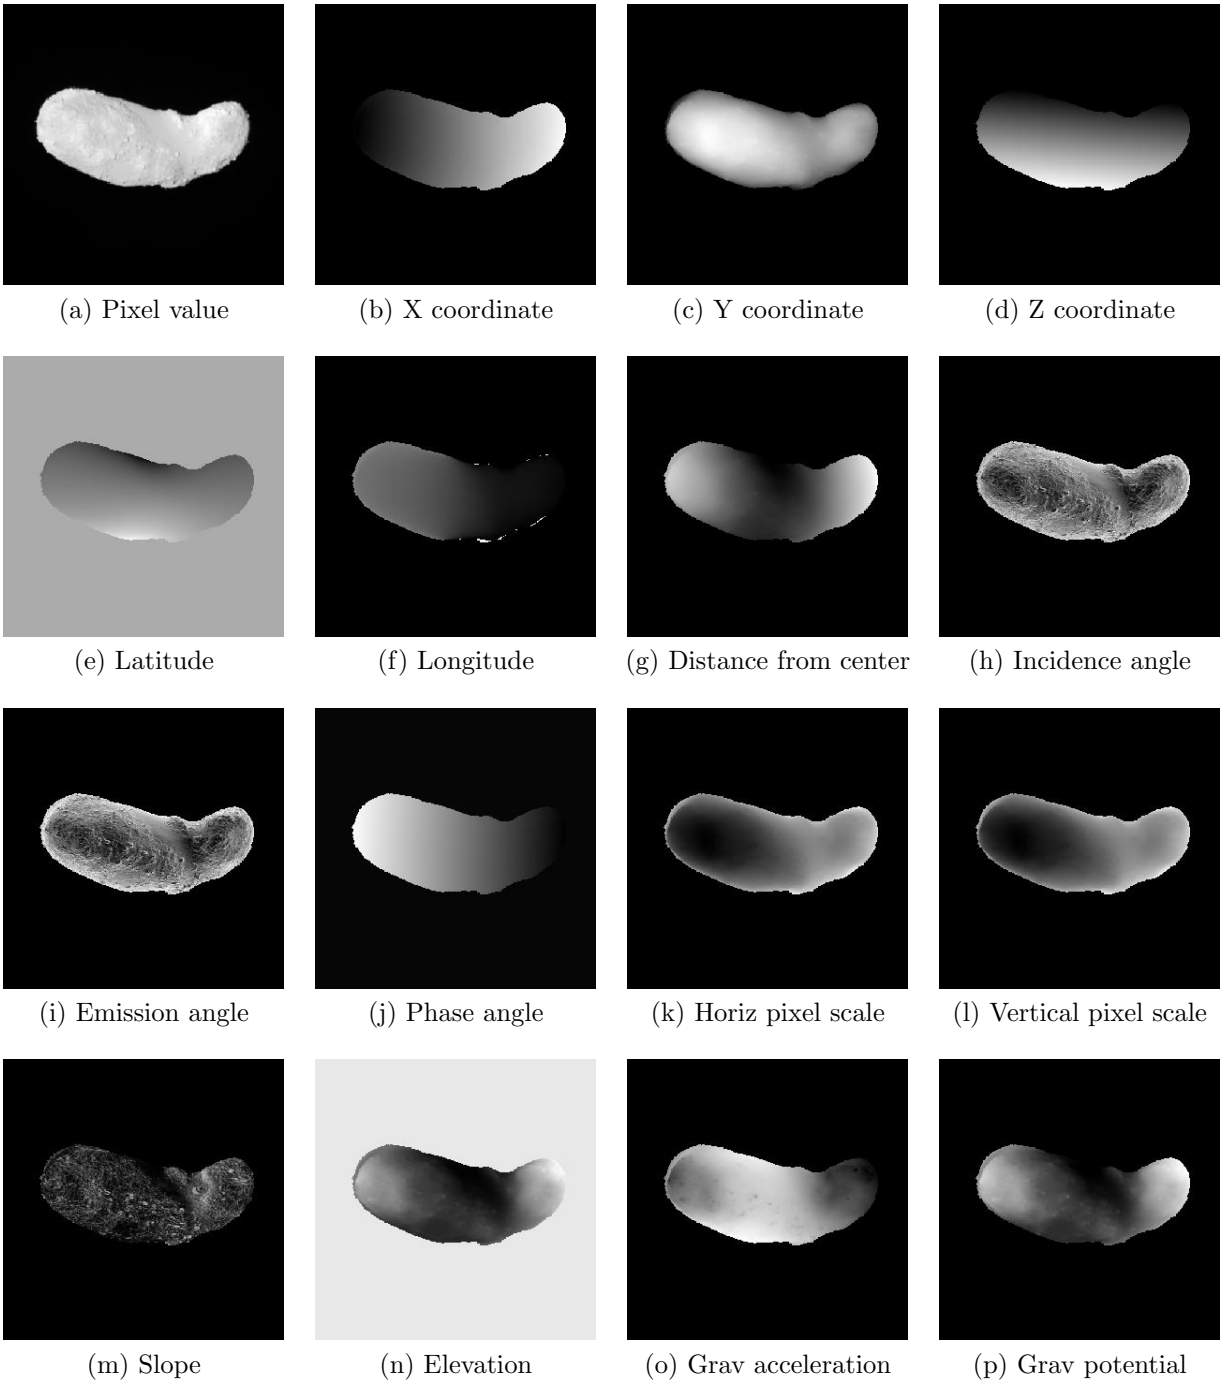 (a) Pixel value
(b) X coordinate
(c) Y coordinate
(d) Z coordinate
(e) Latitude
(f) Longitude
(g) Distance from center
(h) Incidence angle
(i) Emission angle
(j) Phase angle
(k) Horiz pixel scale
(l) Vertical pixel scale
(m) Slope
(n) Elevation
(o) Grav acceleration
(p) Grav potential